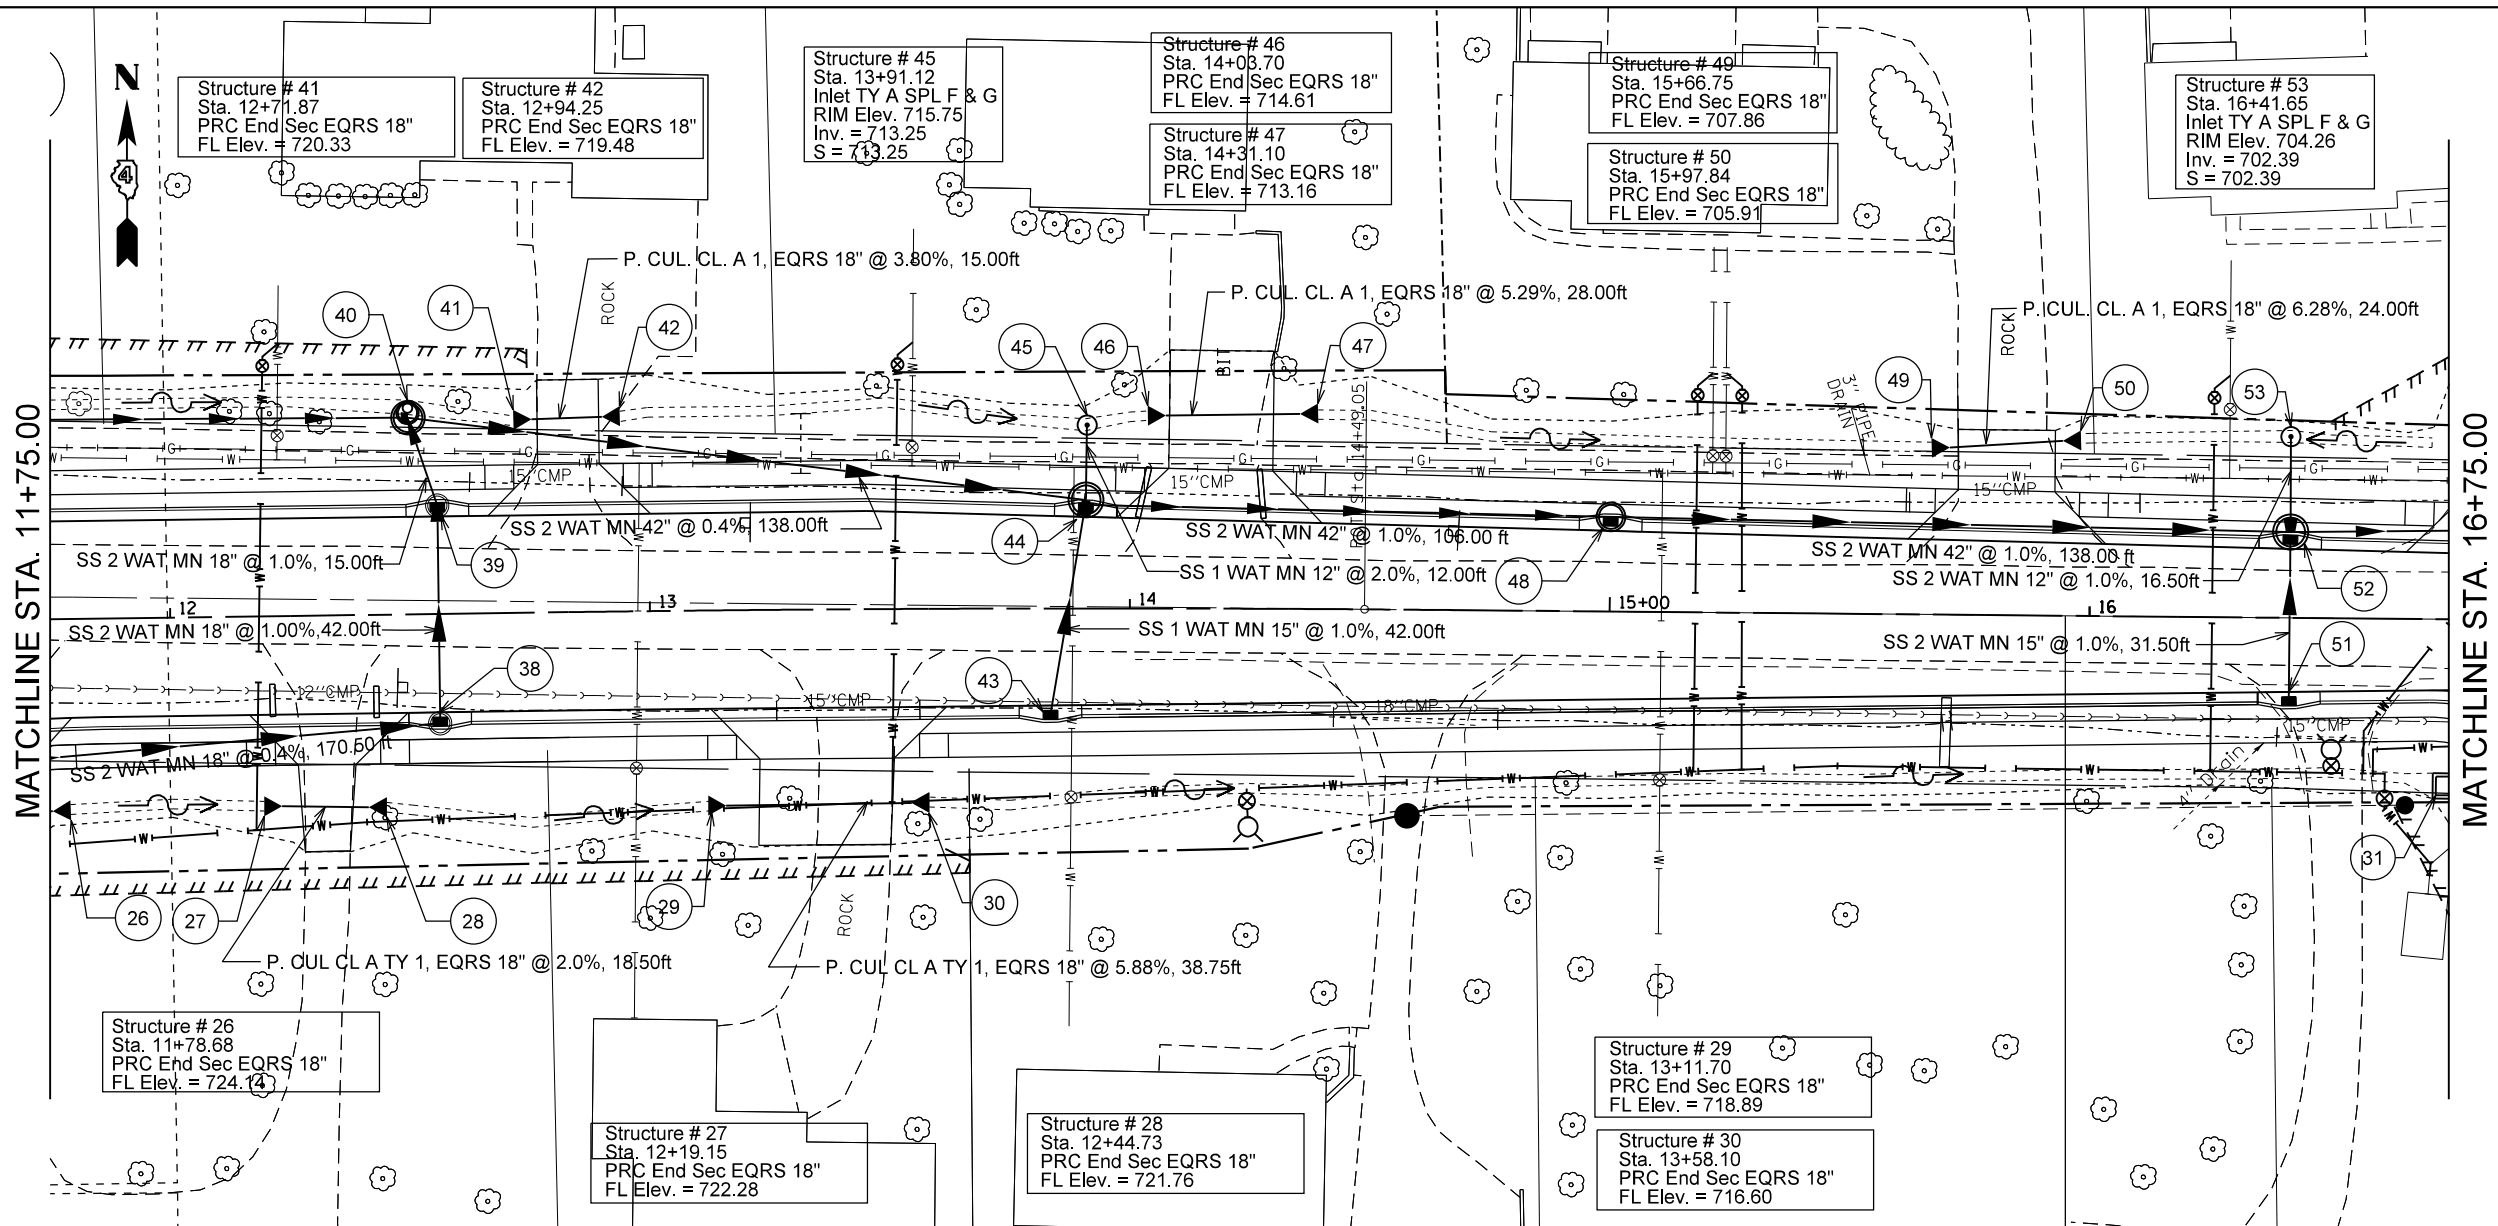 MATCHLINE STA. 11+75.00
N
4
Structure # 41
Sta. 12+71.87
PRC End Sec EQRS 18"
FL Elev. = 720.33
Structure # 42
Sta. 12+94.25
PRC End Sec EQRS 18"
FL Elev. = 719.48
Structure # 45
Sta. 13+91.12
Inlet TY A SPL F & G
RIM Elev. 715.75
Inv. = 713.25
S = 713.25
Structure # 46
Sta. 14+03.70
PRC End Sec EQRS 18"
FL Elev. = 714.61
Structure # 47
Sta. 14+31.10
PRC End Sec EQRS 18"
FL Elev. = 713.16
Structure # 49
Sta. 15+66.75
PRC End Sec EQRS 18"
FL Elev. = 707.86
Structure # 50
Sta. 15+97.84
PRC End Sec EQRS 18"
FL Elev. = 705.91
Structure # 53
Sta. 16+41.65
Inlet TY A SPL F & G
RIM Elev. 704.26
Inv. = 702.39
S = 702.39
P. CUL. CL. A 1, EQRS 18" @ 3.80%, 15.00ft
P. CUL. CL. A 1, EQRS 18" @ 5.29%, 28.00ft
P. CUL. CL. A 1, EQRS 18" @ 6.28%, 24.00ft
40
41
42
45
46
47
49
50
53
ROCK
BIT
ROCK
3" PIPE
DRAIN
15''CMP
15''CMP
15''CMP
SS 2 WAT MN 42" @ 0.4%, 138.00ft
SS 2 WAT MN 42" @ 1.0%, 106.00 ft
SS 2 WAT MN 42" @ 1.0%, 138.00 ft
SS 2 WAT MN 18" @ 1.0%, 15.00ft
SS 1 WAT MN 12" @ 2.0%, 12.00ft
SS 2 WAT MN 12" @ 1.0%, 16.50ft
39
44
48
52
12
13
14
15+00
16
SS 2 WAT MN 18" @ 1.00%,42.00ft
SS 1 WAT MN 15" @ 1.0%, 42.00ft
SS 2 WAT MN 15" @ 1.0%, 31.50ft
38
43
51
12''CMP
15''CMP
18''CMP
15''CMP
SS 2 WAT MN 18" @ 0.4%, 170.50 ft
4" Drain
26
27
28
29
30
31
ROCK
P. CUL CL A TY 1, EQRS 18" @ 2.0%, 18.50ft
P. CUL CL A TY 1, EQRS 18" @ 5.88%, 38.75ft
Structure # 26
Sta. 11+78.68
PRC End Sec EQRS 18"
FL Elev. = 724.14
Structure # 27
Sta. 12+19.15
PRC End Sec EQRS 18"
FL Elev. = 722.28
Structure # 28
Sta. 12+44.73
PRC End Sec EQRS 18"
FL Elev. = 721.76
Structure # 29
Sta. 13+11.70
PRC End Sec EQRS 18"
FL Elev. = 718.89
Structure # 30
Sta. 13+58.10
PRC End Sec EQRS 18"
FL Elev. = 716.60
MATCHLINE STA. 16+75.00